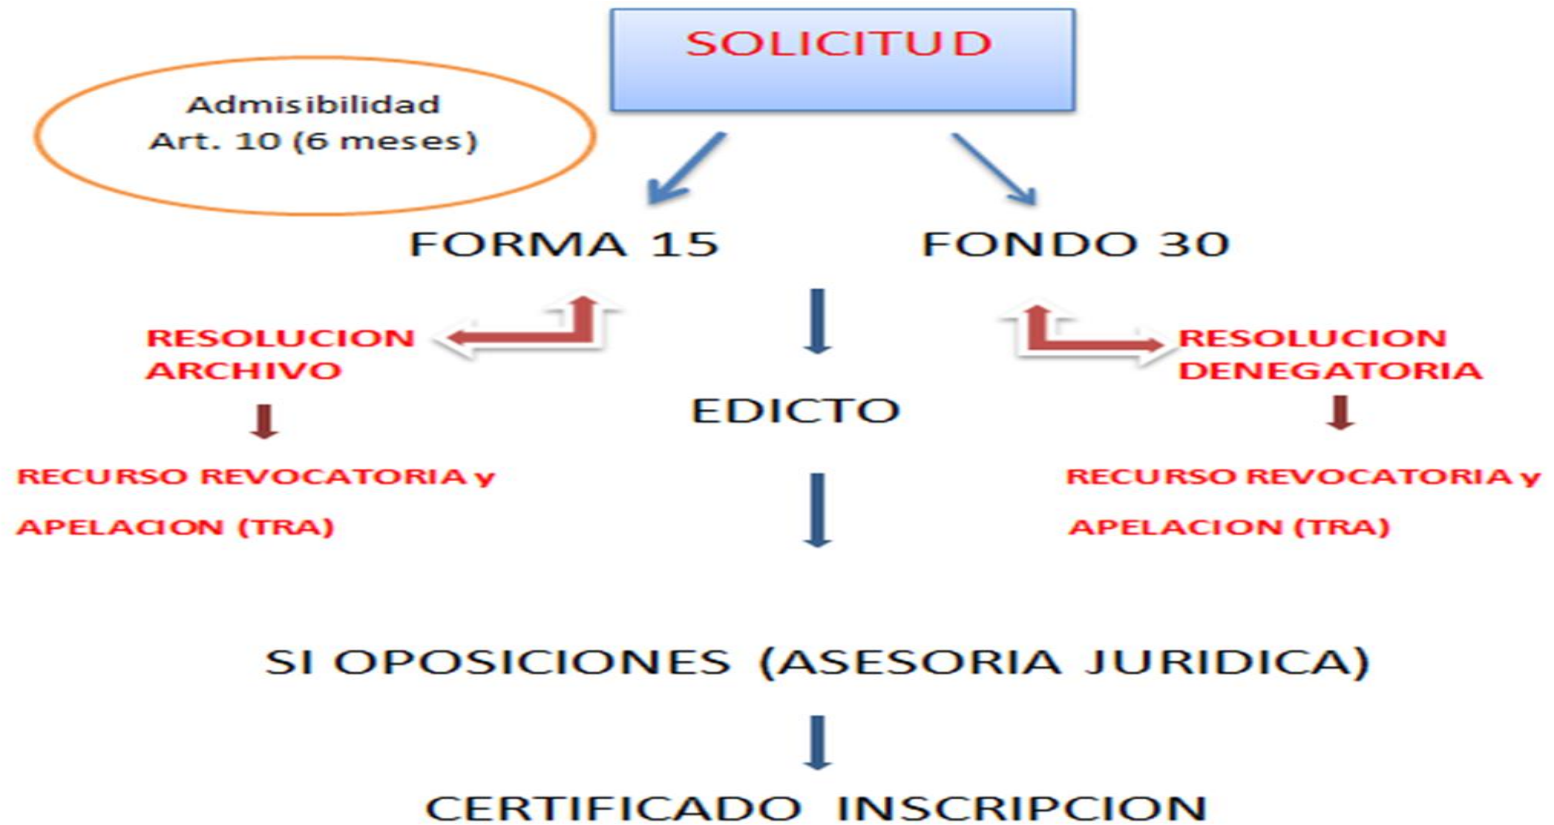 SOLICITUD
Admisibilidad
Art. 10 (6 meses)
FORMA 15
FONDO 30
RESOLUCION
ARCHIVO
RESOLUCION
DENEGATORIA
EDICTO
RECURSO REVOCATORIA y
APELACION (TRA)
RECURSO REVOCATORIA y
APELACION (TRA)
SI OPOSICIONES (ASESORIA JURIDICA)
CERTIFICADO INSCRIPCION